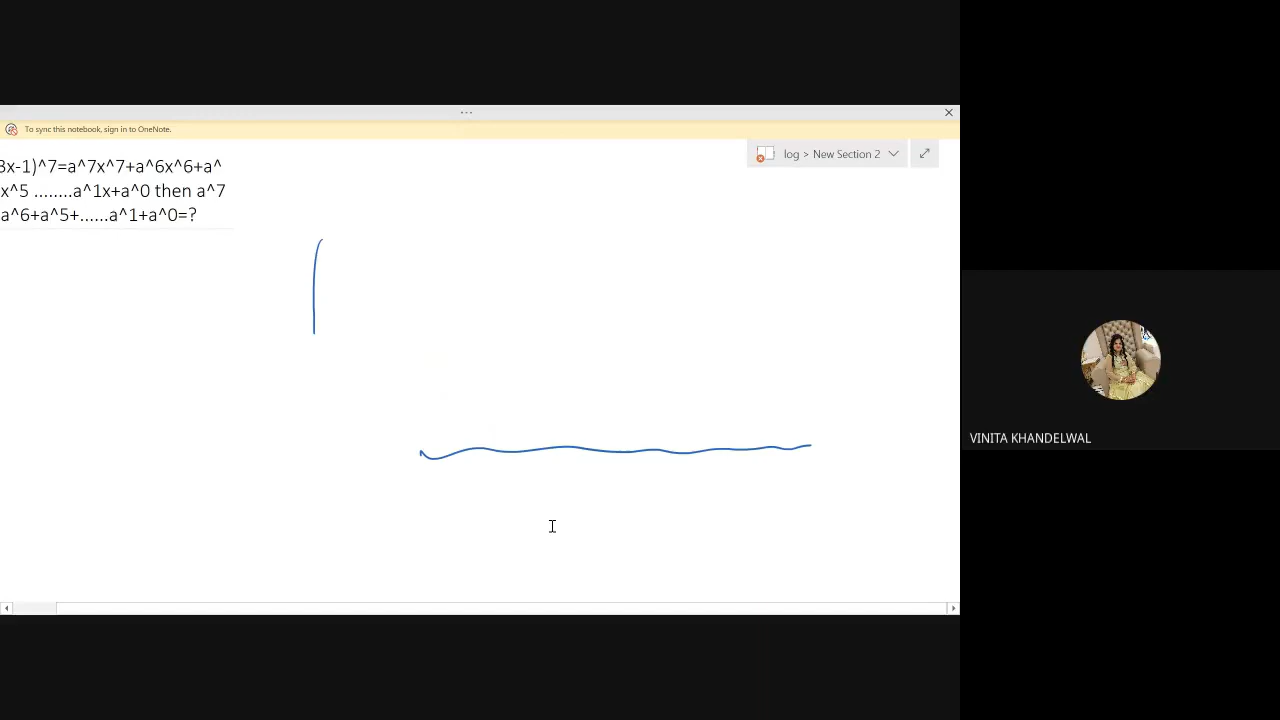 To sync this notebook, sign in to OneNote.
log > New Section 2
3x-1)^7=a^7x^7+a^6x^6+a^
x^5 ........a^1x+a^0 then a^7
a^6+a^5+......a^1+a^0=?
VINITA KHANDELWAL